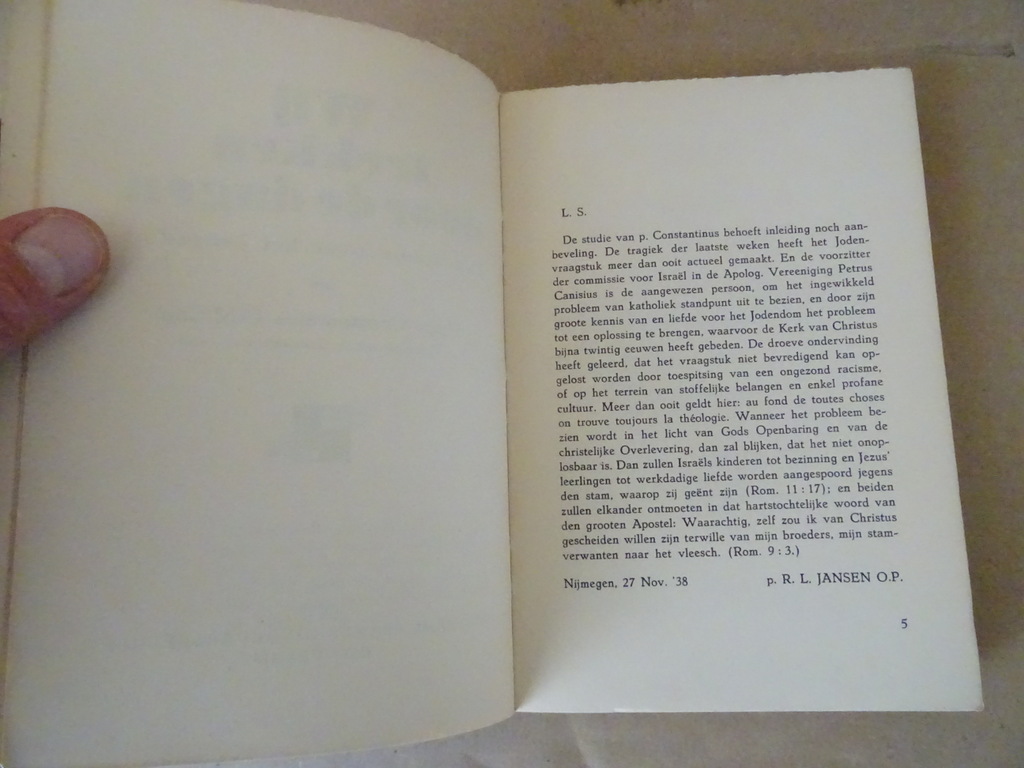 L. S.
De studie van p. Constantinus behoeft inleiding noch aan-
beveling. De tragiek der laatste weken heeft het Joden-
vraagstuk meer dan ooit actueel gemaakt. En de voorzitter
der commissie voor Israël in de Apolog. Vereeniging Petrus
Canisius is de aangewezen persoon, om het ingewikkeld
probleem van katholiek standpunt uit te bezien, en door zijn
groote kennis van en liefde voor het Jodendom het probleem
tot een oplossing te brengen, waarvoor de Kerk van Christus
bijna twintig eeuwen heeft gebeden. De droeve ondervinding
heeft geleerd, dat het vraagstuk niet bevredigend kan op-
gelost worden door toespitsing van een ongezond racisme,
of op het terrein van stoffelijke belangen en enkel profane
cultuur. Meer dan ooit geldt hier: au fond de toutes choses
on trouve toujours la théologie. Wanneer het probleem be-
zien wordt in het licht van Gods Openbaring en van de
christelijke Overlevering, dan zal blijken, dat het niet onop-
losbaar is. Dan zullen Israëls kinderen tot bezinning en Jezus'
leerlingen tot werkdadige liefde worden aangespoord jegens
den stam, waarop zij geënt zijn (Rom. 11 : 17); en beiden
zullen elkander ontmoeten in dat hartstochtelijke woord van
den grooten Apostel: Waarachtig, zelf zou ik van Christus
gescheiden willen zijn terwille van mijn broeders, mijn stam-
verwanten naar het vleesch. (Rom. 9 : 3.)
Nijmegen, 27 Nov. '38 p. R. L. JANSEN O.P.
5